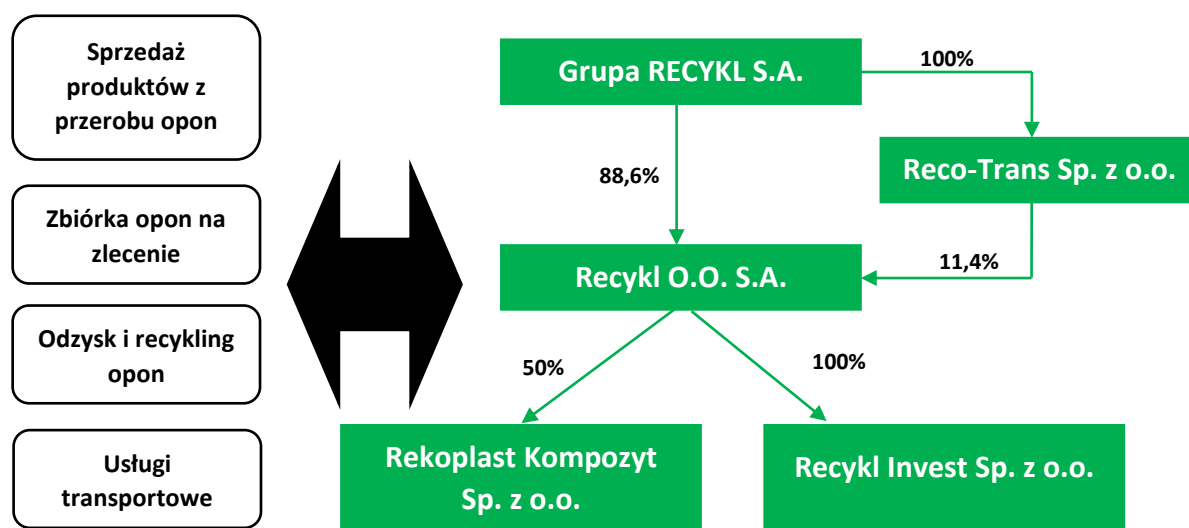 Sprzedaż
produktów z
przerobu opon
Zbiórka opon na
zlecenie
Odzysk i recykling
opon
Usługi
transportowe
Grupa RECYKL S.A.
100%
88,6%
Reco-Trans Sp. z o.o.
Recykl O.O. S.A.
11,4%
50%
100%
Rekoplast Kompozyt
Sp. z o.o.
Recykl Invest Sp. z o.o.